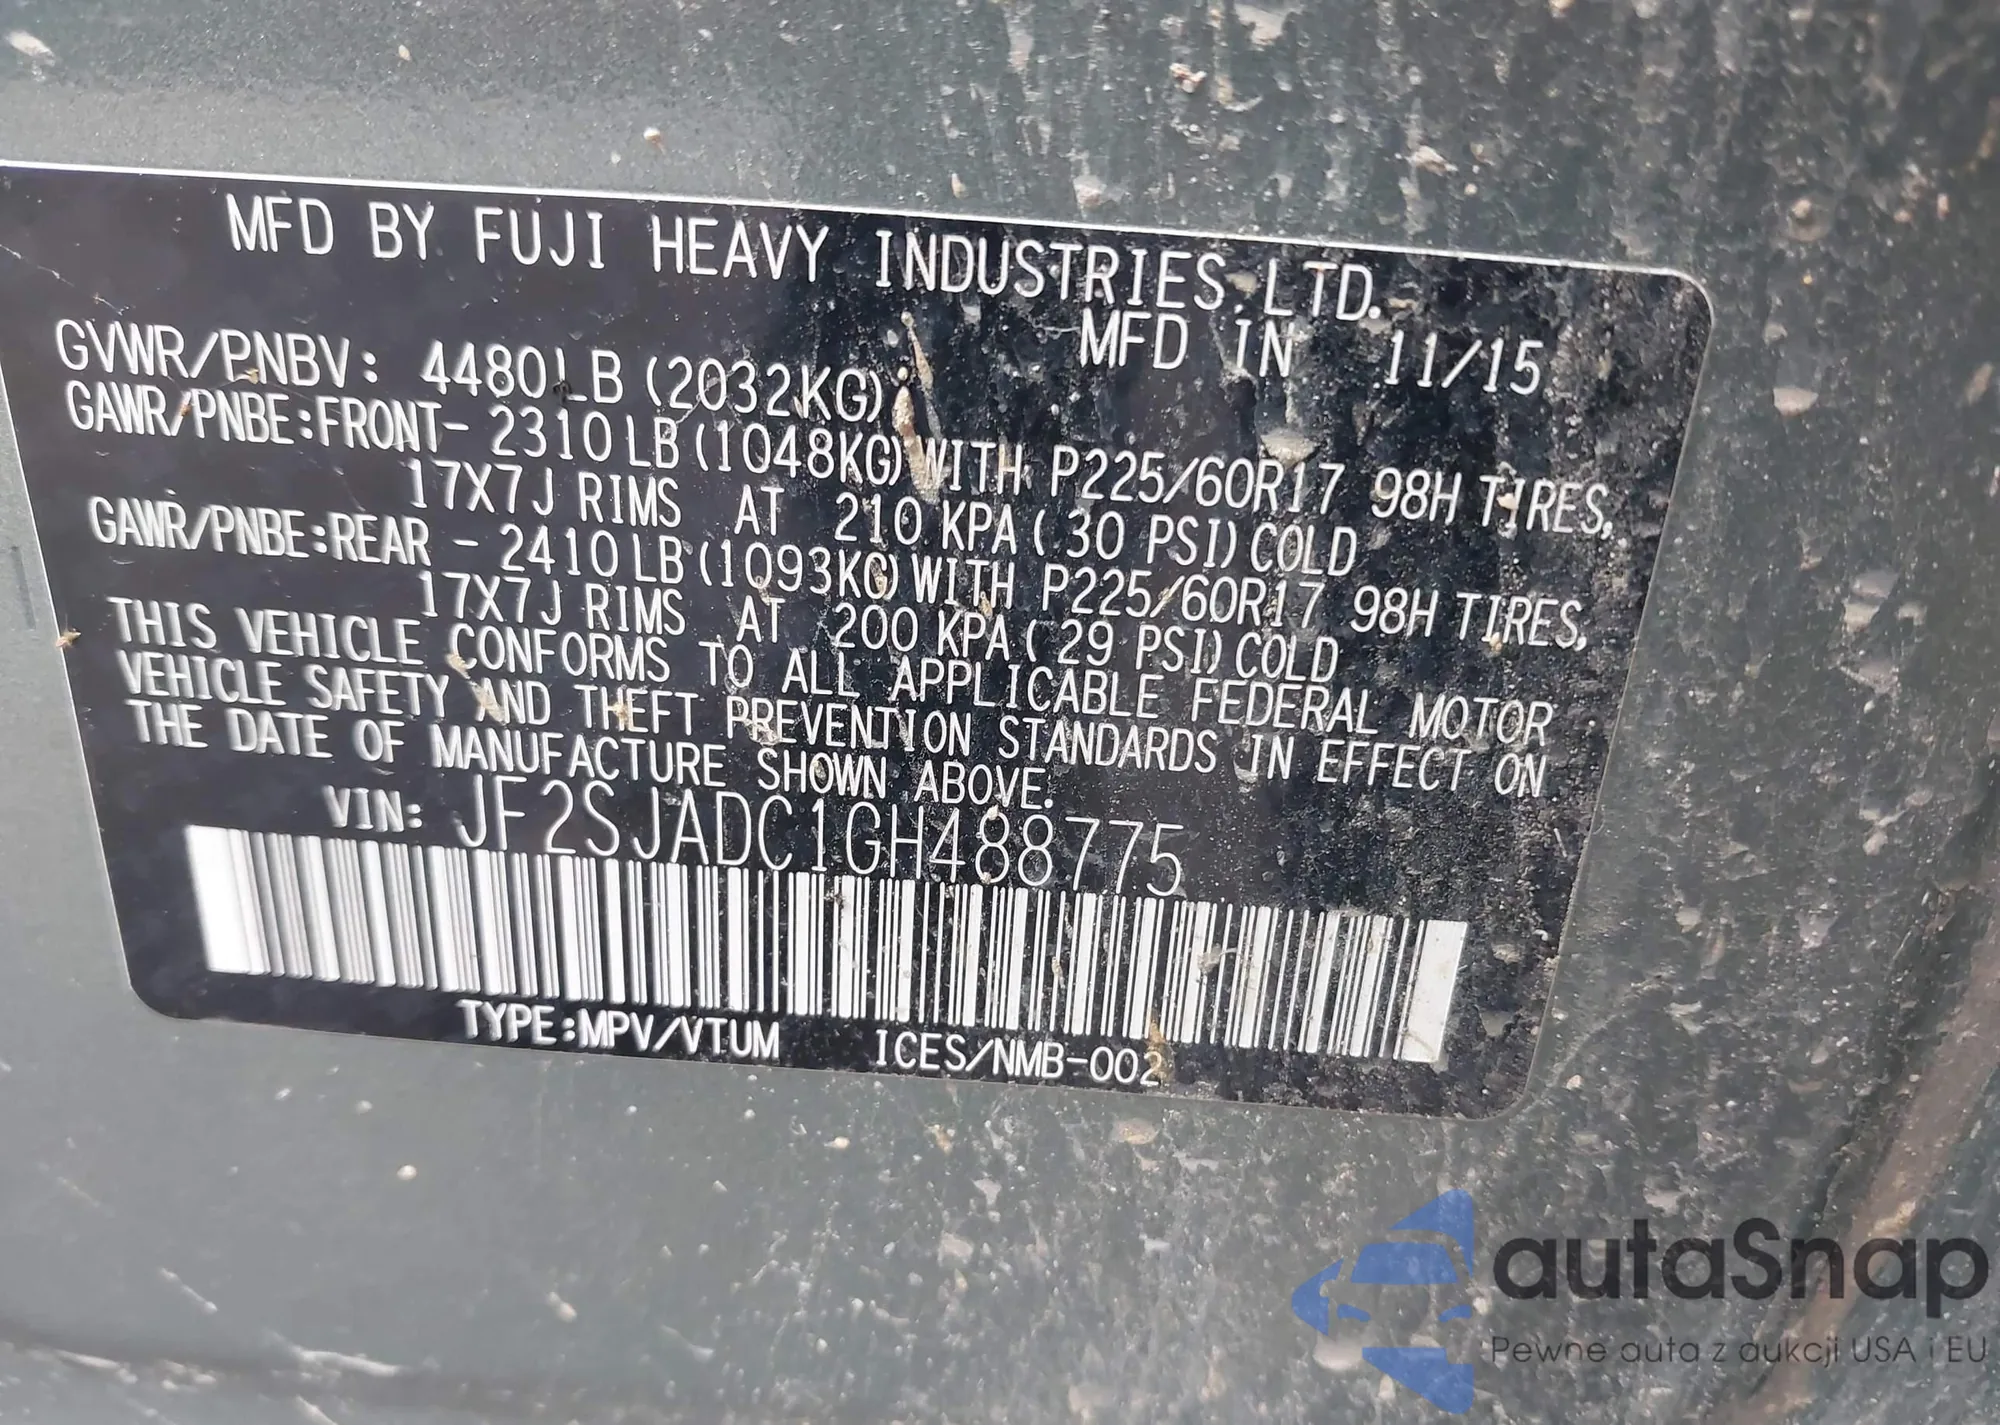 MFD BY FUJI HEAVY INDUSTRIES LTD.
MFD IN 11/15
GVWR/PNBV: 4480LB (2032KG)
GAWR/PNBE:FRONT- 2310LB (1048KG) WITH P225/60R17 98H TIRES,
17X7J RIMS AT 210 KPA ( 30 PSI) COLD
GAWR/PNBE:REAR - 2410LB (1093KG) WITH P225/60R17 98H TIRES,
17X7J RIMS AT 200 KPA ( 29 PSI) COLD
THIS VEHICLE CONFORMS TO ALL APPLICABLE FEDERAL MOTOR
VEHICLE SAFETY AND THEFT PREVENTION STANDARDS IN EFFECT ON
THE DATE OF MANUFACTURE SHOWN ABOVE.
VIN: JF2SJADC1GH488775
TYPE:MPV/VTUM ICES/NMB-002
autaSnap
Pewne auta z aukcji USA i EU